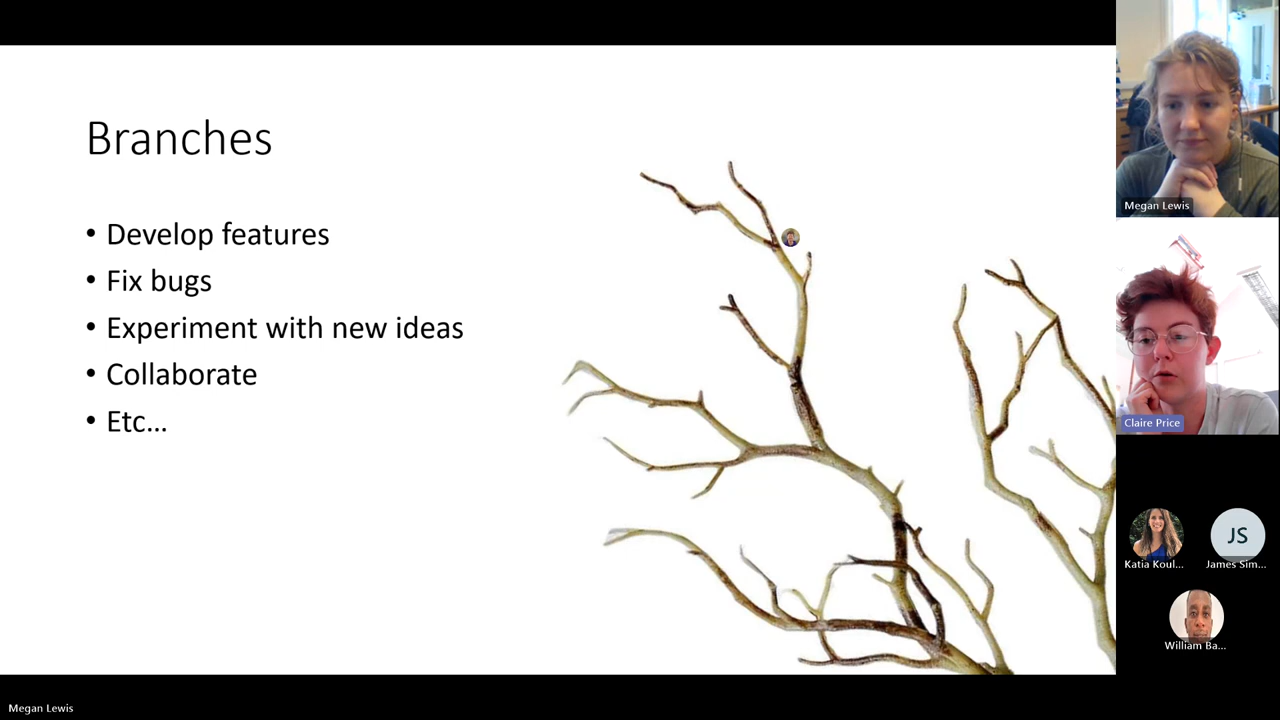 Branches
• Develop features
• Fix bugs
• Experiment with new ideas
• Collaborate
• Etc...
Megan Lewis
Claire Price
JS
Katia Koul...
James Sim...
William Ba...
Megan Lewis